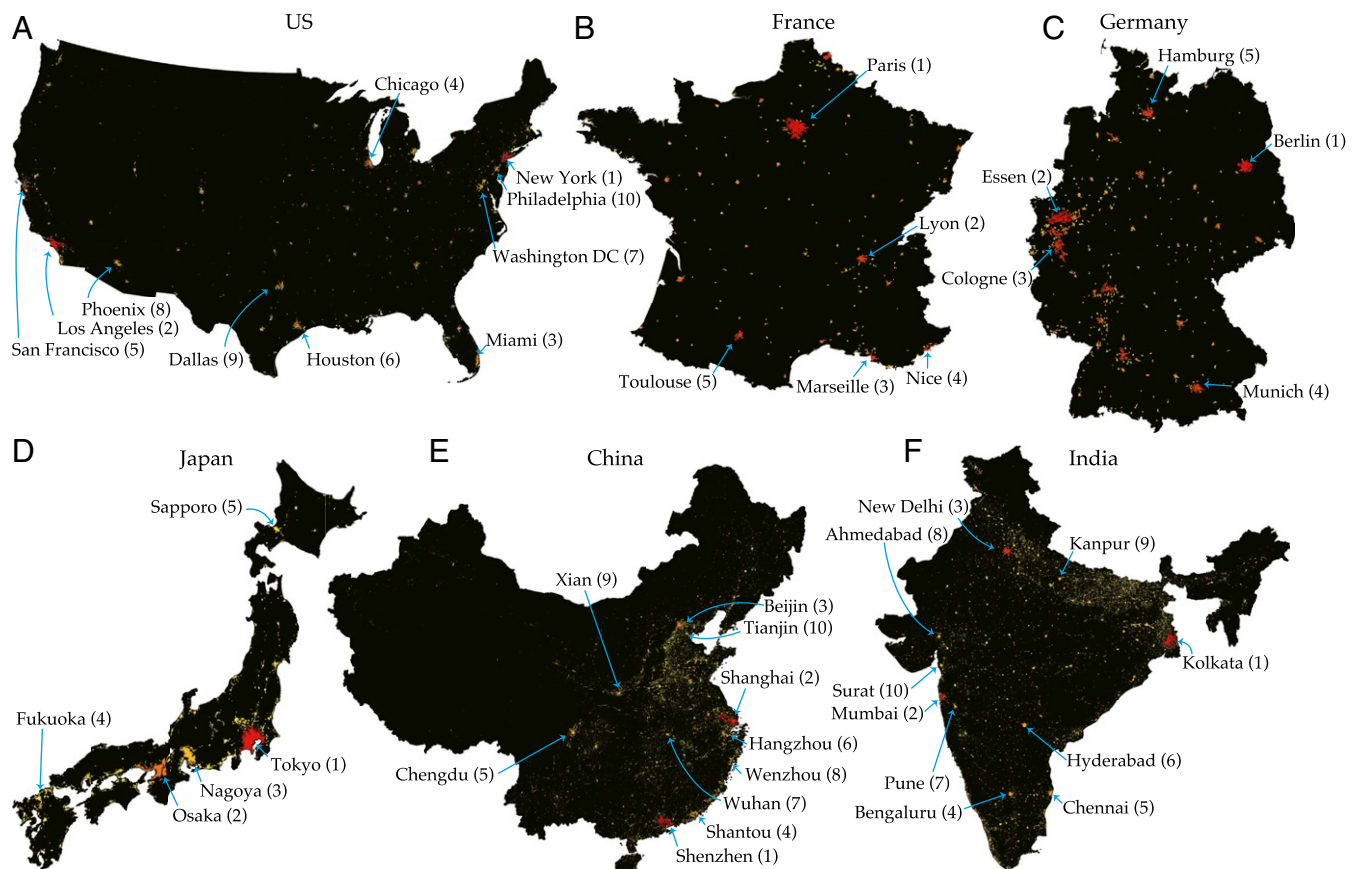 A
US
Chicago (4)
New York (1)
Philadelphia (10)
Washington DC (7)
Phoenix (8)
Los Angeles (2)
San Francisco (5)
Dallas (9)
Houston (6)
Miami (3)
B
France
Paris (1)
Lyon (2)
Toulouse (5)
Marseille (3)
Nice (4)
C
Germany
Hamburg (5)
Berlin (1)
Essen (2)
Cologne (3)
Munich (4)
D
Japan
Sapporo (5)
Fukuoka (4)
Tokyo (1)
Nagoya (3)
Osaka (2)
E
China
Xian (9)
Beijin (3)
Tianjin (10)
Shanghai (2)
Hangzhou (6)
Chengdu (5)
Wenzhou (8)
Wuhan (7)
Shantou (4)
Shenzhen (1)
F
India
New Delhi (3)
Ahmedabad (8)
Kanpur (9)
Kolkata (1)
Surat (10)
Mumbai (2)
Hyderabad (6)
Pune (7)
Bengaluru (4)
Chennai (5)